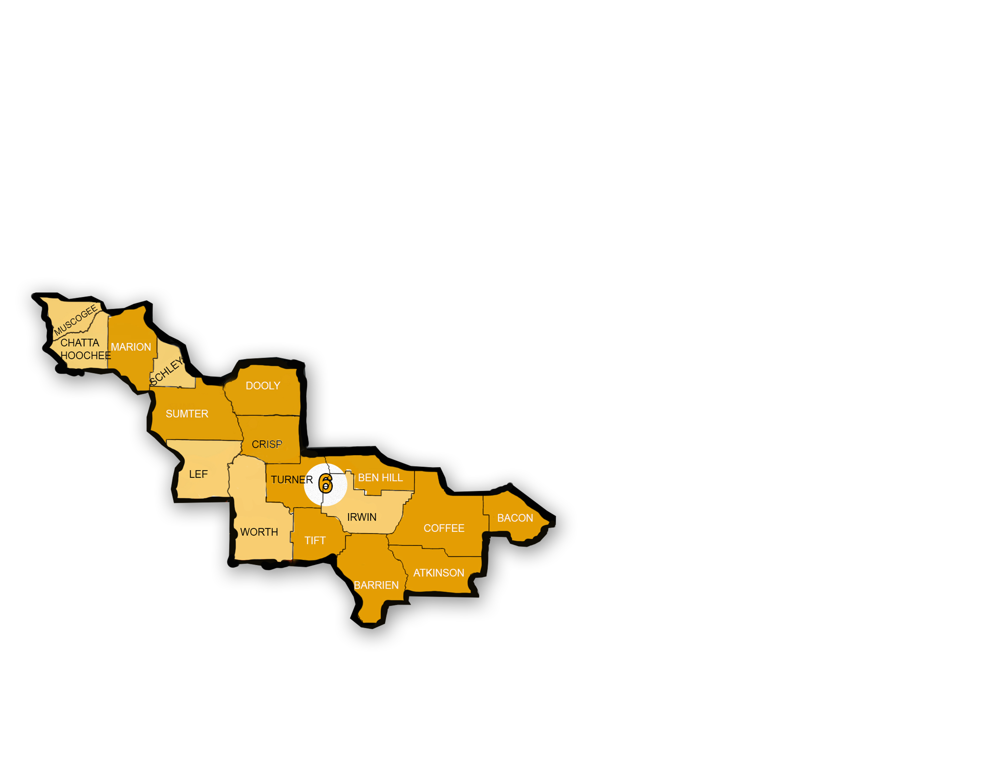 MUSCOGEE
CHATTA
HOOCHEE
MARION
SCHLEY
DOOLY
SUMTER
CRISP
LEF
TURNER
6
BEN HILL
IRWIN
WORTH
TIFT
COFFEE
BACON
ATKINSON
BARRIEN